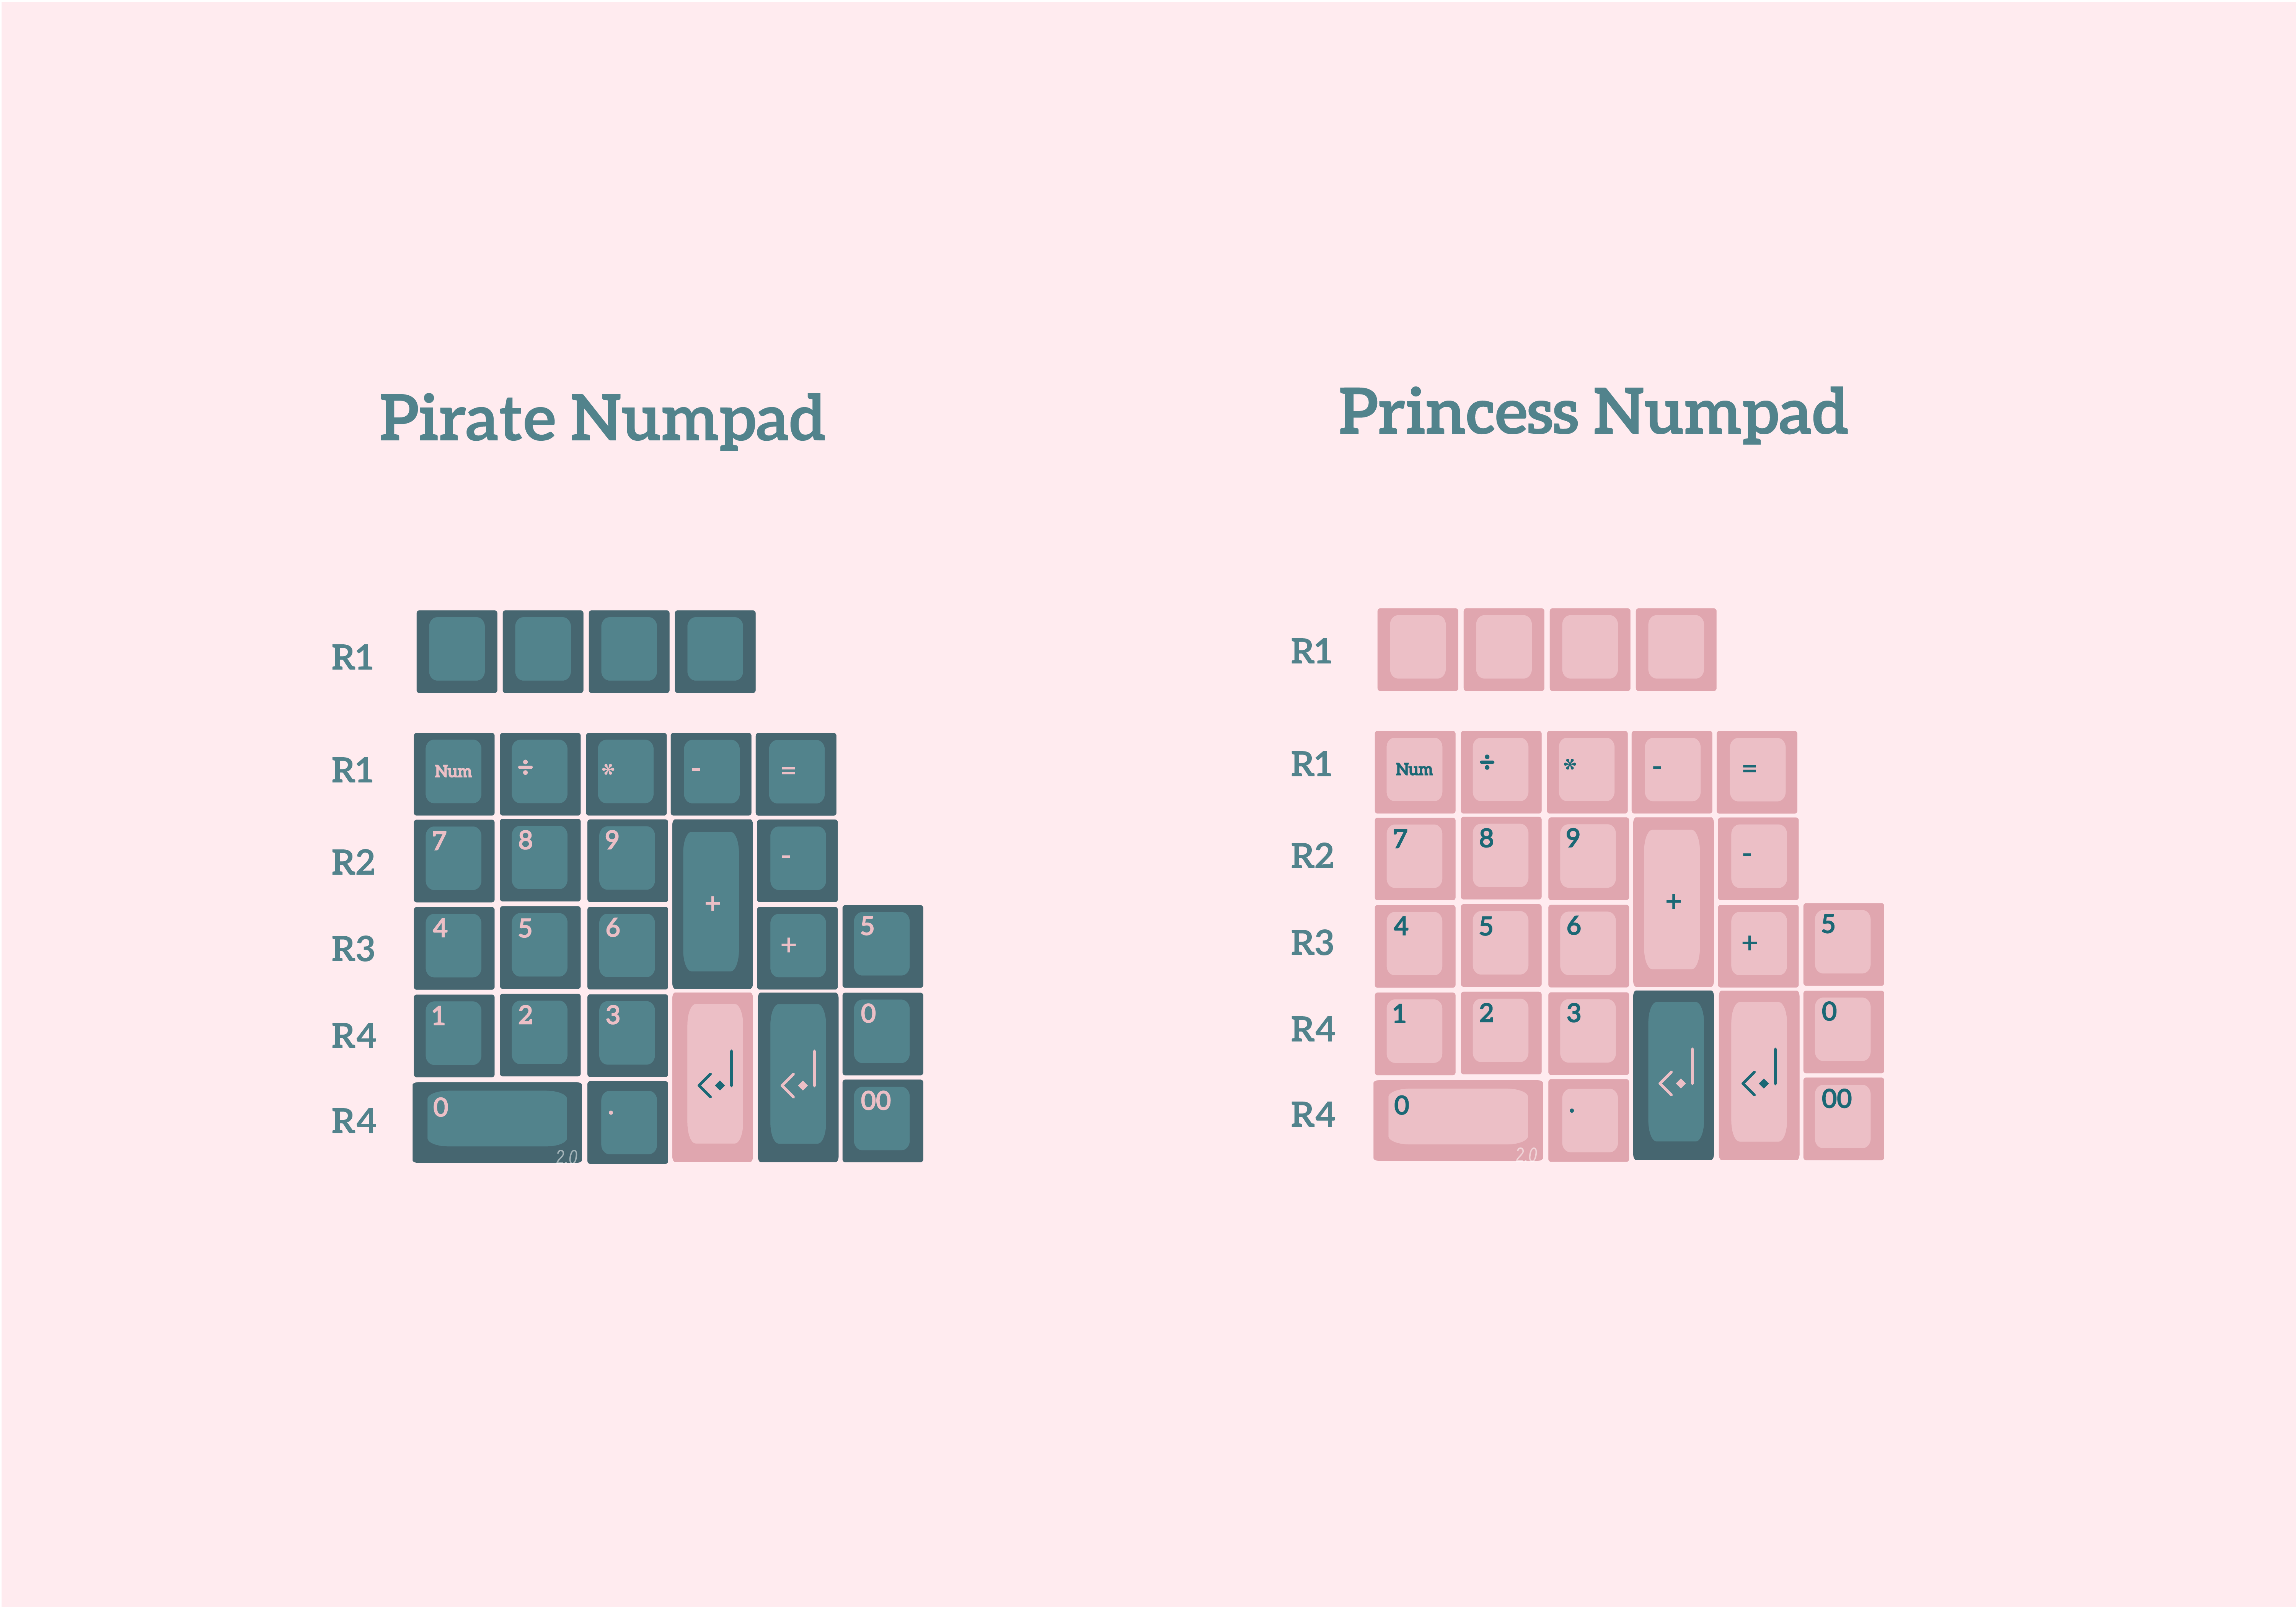 Pirate Numpad
R1
R1 Num ÷ * - =
R2 7 8 9 + -
R3 4 5 6 + 5
R4 1 2 3 0
R4 0 . 00
2.0
Princess Numpad
R1
R1 Num ÷ * - =
R2 7 8 9 + -
R3 4 5 6 + 5
R4 1 2 3 0
R4 0 . 00
2.0